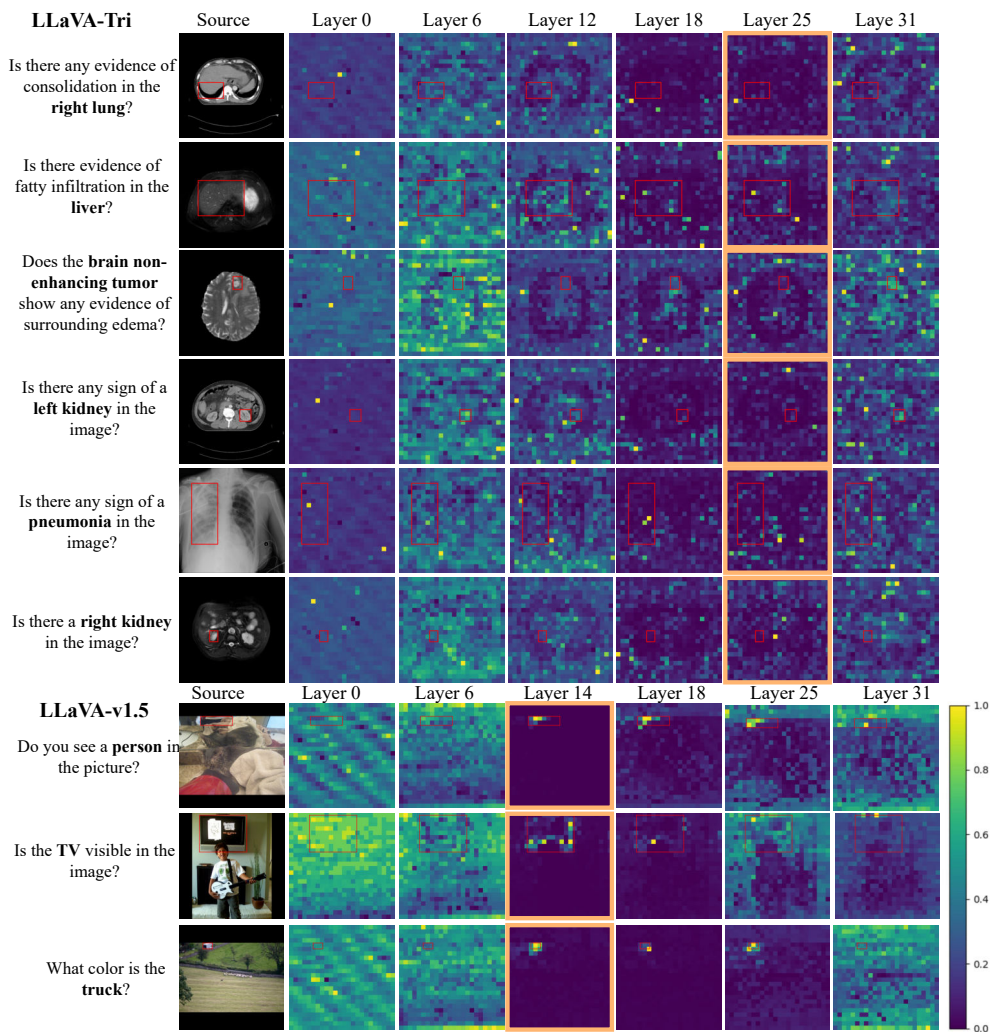 LLaVA-Tri Source Layer 0 Layer 6 Layer 12 Layer 18 Layer 25 Laye 31
Is there any evidence of
consolidation in the
right lung?
Is there evidence of
fatty infiltration in the
liver?
Does the brain non-
enhancing tumor
show any evidence of
surrounding edema?
Is there any sign of a
left kidney in the
image?
Is there any sign of a
pneumonia in the
image?
Is there a right kidney
in the image?
LLaVA-v1.5 Source Layer 0 Layer 6 Layer 14 Layer 18 Layer 25 Layer 31
Do you see a person in
the picture?
Is the TV visible in the
image?
What color is the
truck?
1.0
0.8
0.6
0.4
0.2
0.0